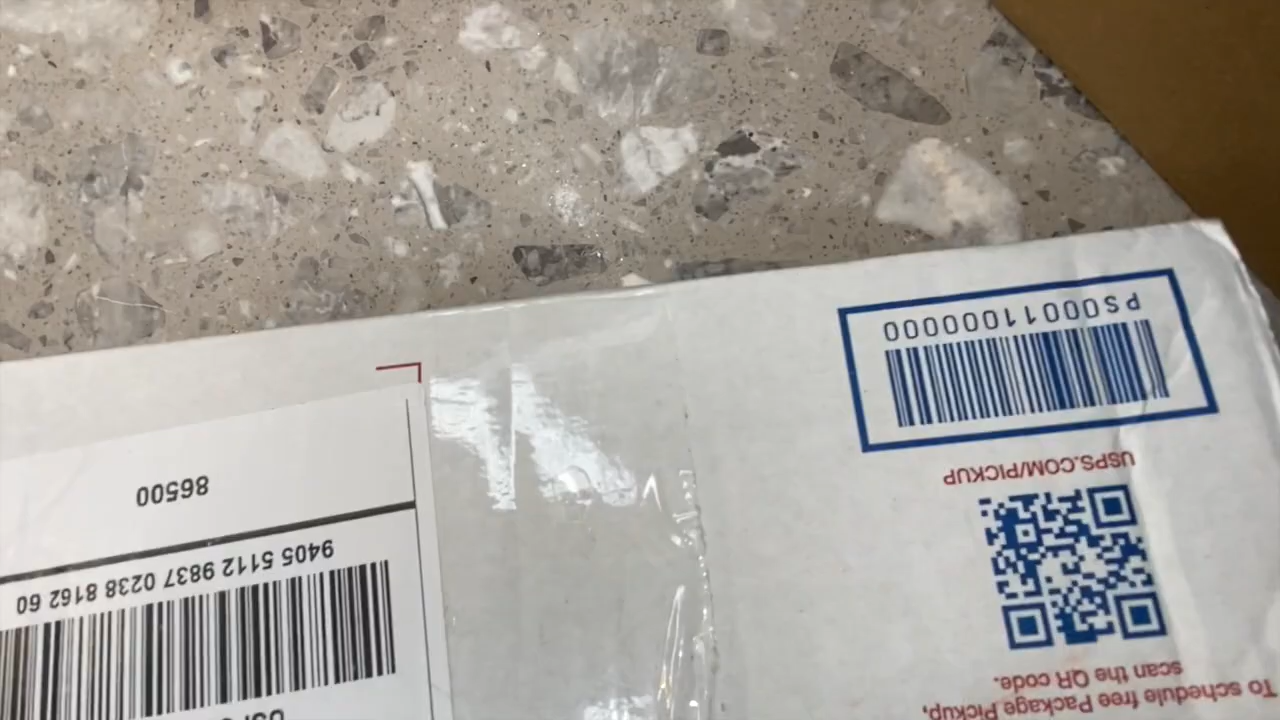 To schedule free Package Pickup,
scan the QR code.
USPS.COM/PICKUP
PS00011000000
9405 5112 9837 0238 8162 60
86500